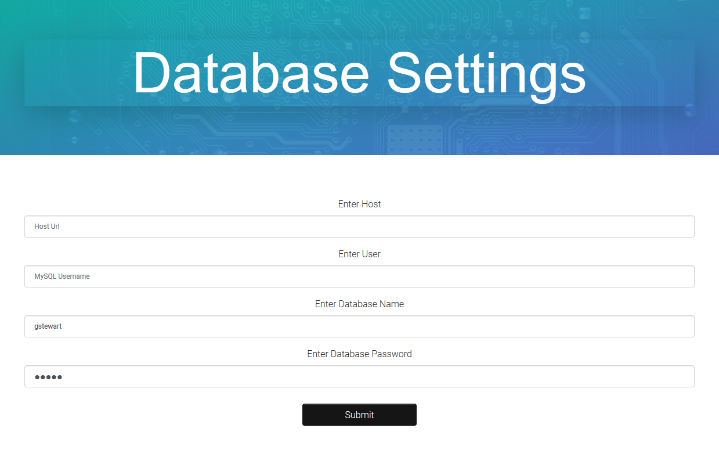 Database Settings
Enter Host
Host Url
Enter User
MySQL Username
Enter Database Name
gstewart
Enter Database Password
●●●●●
Submit